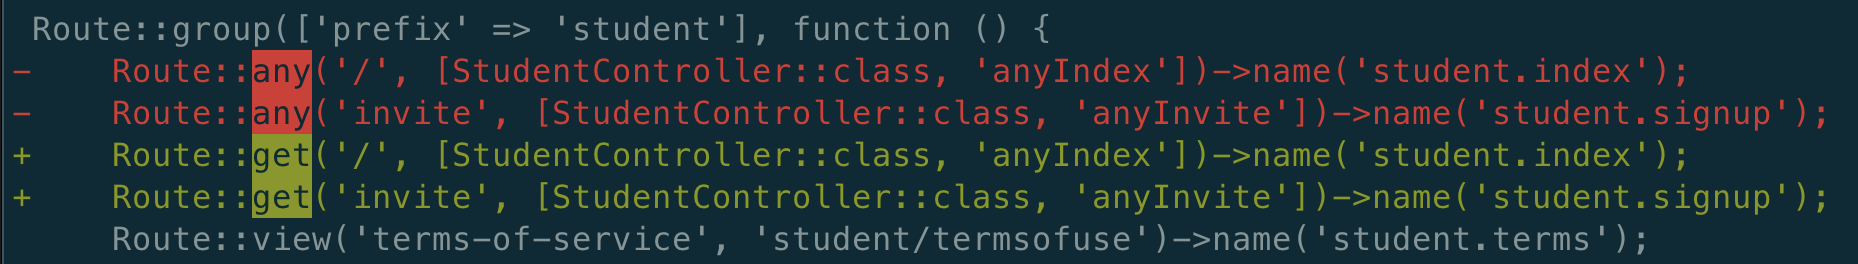 Route::group(['prefix' => 'student'], function () {
-    Route::any('/', [StudentController::class, 'anyIndex'])->name('student.index');
-    Route::any('invite', [StudentController::class, 'anyInvite'])->name('student.signup');
+    Route::get('/', [StudentController::class, 'anyIndex'])->name('student.index');
+    Route::get('invite', [StudentController::class, 'anyInvite'])->name('student.signup');
     Route::view('terms-of-service', 'student/termsofuse')->name('student.terms');